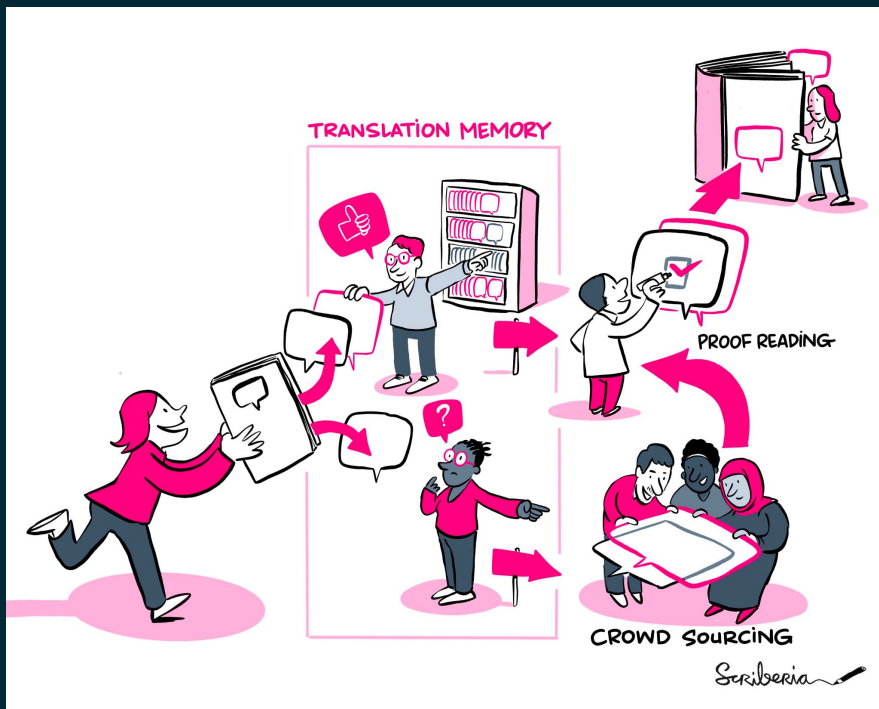 TRANSLATION MEMORY
?
PROOF READING
CROWD SOURCING
Scriberia